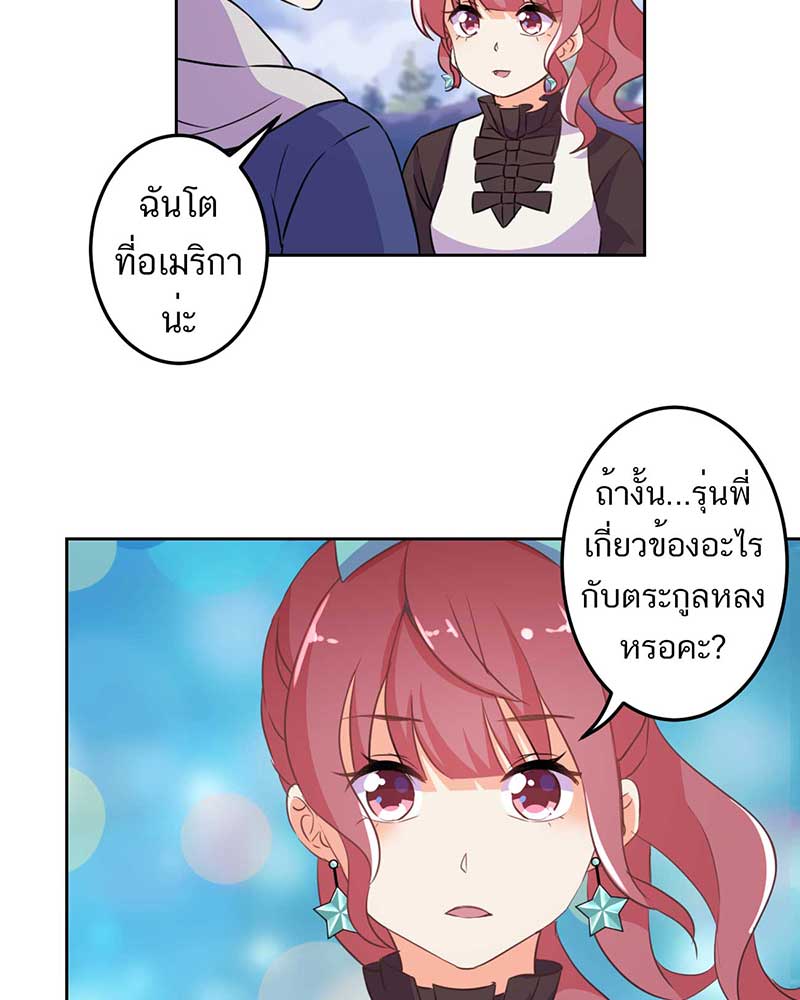 ฉันโต
ที่อเมริกา
น่ะ
ถ้างั้น...รุ่นพี่
เกี่ยวข้องอะไร
กับตระกูลหลง
หรอคะ?